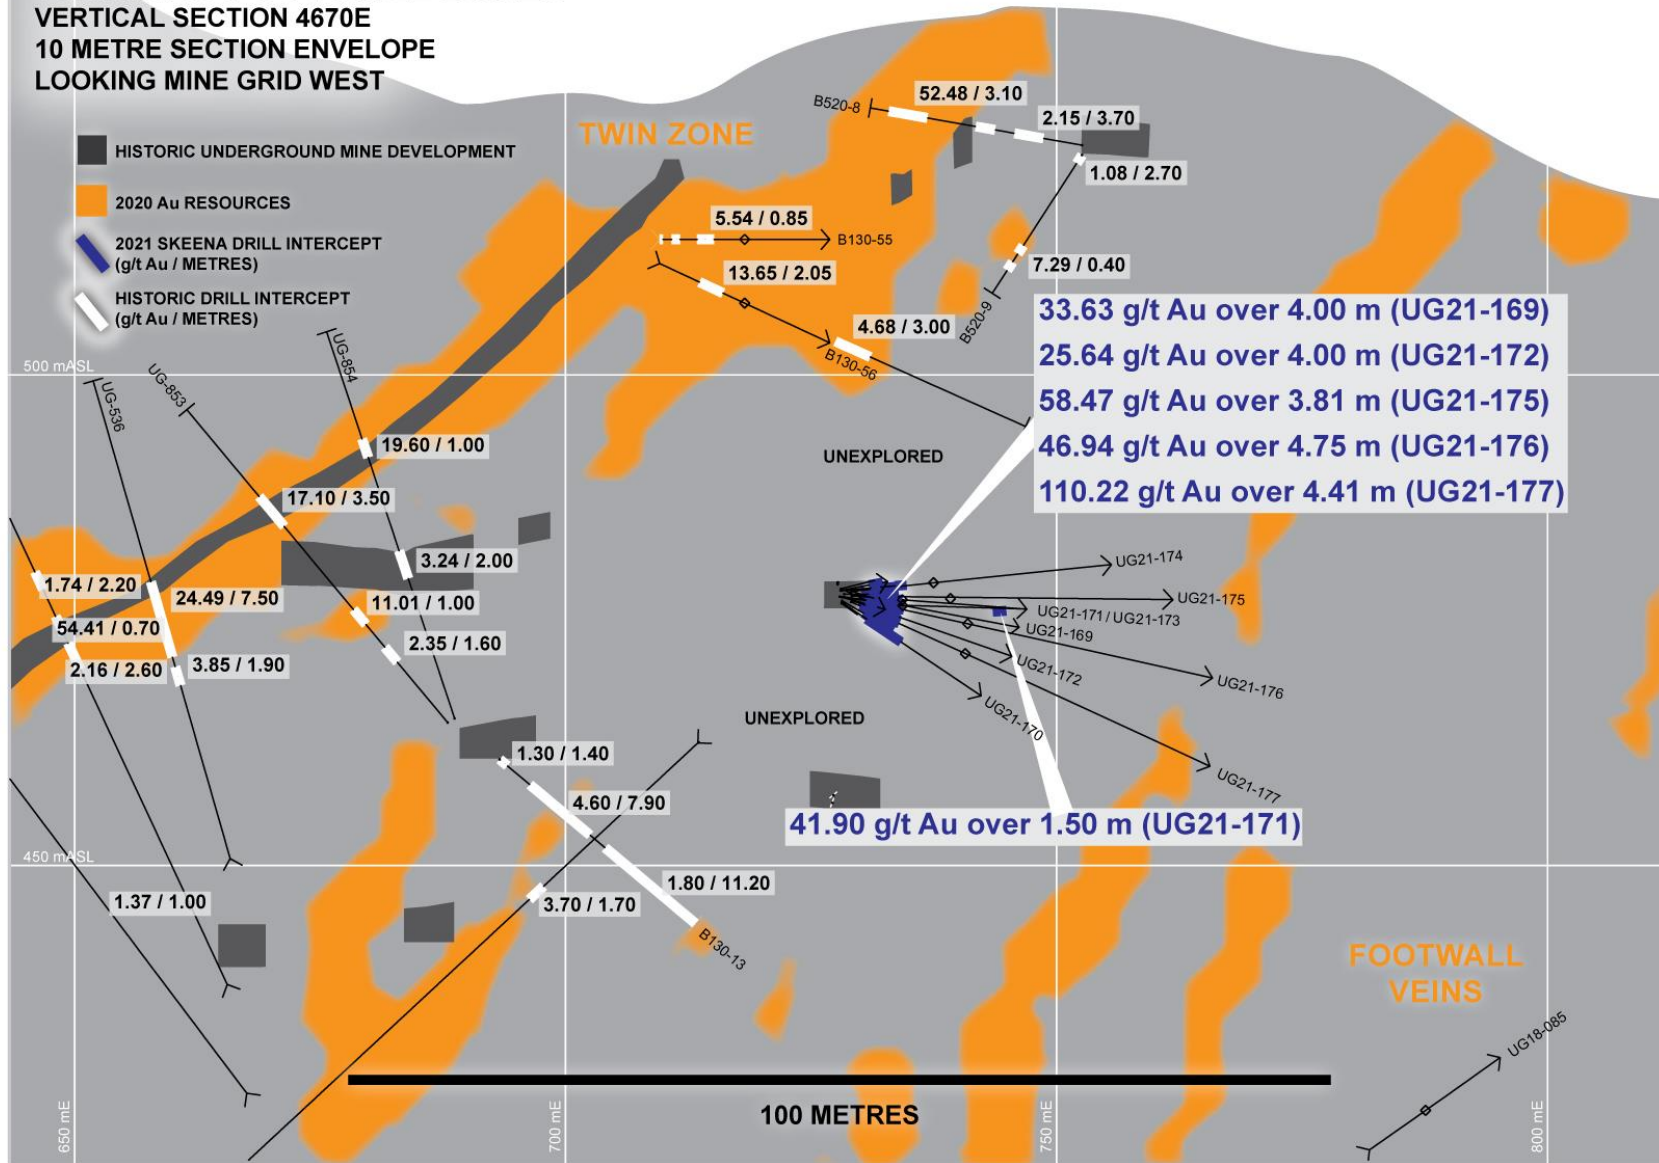 VERTICAL SECTION 4670E
10 METRE SECTION ENVELOPE
LOOKING MINE GRID WEST
HISTORIC UNDERGROUND MINE DEVELOPMENT
2020 Au RESOURCES
2021 SKEENA DRILL INTERCEPT
(g/t Au / METRES)
HISTORIC DRILL INTERCEPT
(g/t Au / METRES)
TWIN ZONE
B520-8
52.48 / 3.10
2.15 / 3.70
1.08 / 2.70
5.54 / 0.85
B130-55
13.65 / 2.05
7.29 / 0.40
B520-9
4.68 / 3.00
B130-56
33.63 g/t Au over 4.00 m (UG21-169)
25.64 g/t Au over 4.00 m (UG21-172)
58.47 g/t Au over 3.81 m (UG21-175)
46.94 g/t Au over 4.75 m (UG21-176)
110.22 g/t Au over 4.41 m (UG21-177)
500 mASL
UG-536
UG-853
UG-854
19.60 / 1.00
UNEXPLORED
17.10 / 3.50
3.24 / 2.00
1.74 / 2.20
24.49 / 7.50
11.01 / 1.00
54.41 / 0.70
2.35 / 1.60
2.16 / 2.60
3.85 / 1.90
UG21-174
UG21-175
UG21-171 / UG21-173
UG21-169
UG21-172
UG21-176
UG21-170
UG21-177
UNEXPLORED
1.30 / 1.40
4.60 / 7.90
41.90 g/t Au over 1.50 m (UG21-171)
450 mASL
1.37 / 1.00
3.70 / 1.70
1.80 / 11.20
B130-13
FOOTWALL
VEINS
UG18-085
100 METRES
650 mE
700 mE
750 mE
800 mE